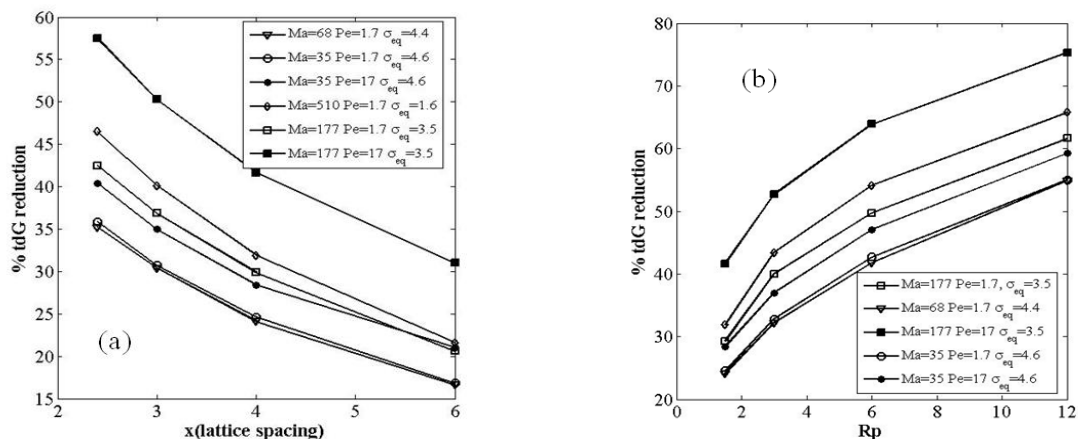 60
55
50
45
40
35
30
25
20
15
% tdG reduction
Ma=68 Pe=1.7 σeq=4.4
Ma=35 Pe=1.7 σeq=4.6
Ma=35 Pe=17 σeq=4.6
Ma=510 Pe=1.7 σeq=1.6
Ma=177 Pe=1.7 σeq=3.5
Ma=177 Pe=17 σeq=3.5
(a)
2 3 4 5 6
x(lattice spacing)
80
70
60
50
40
30
20
% tdG reduction
(b)
Ma=177 Pe=1.7, σeq=3.5
Ma=68 Pe=1.7 σeq=4.4
Ma=177 Pe=17 σeq=3.5
Ma=35 Pe=1.7 σeq=4.6
Ma=35 Pe=17 σeq=4.6
0 2 4 6 8 10 12
Rp